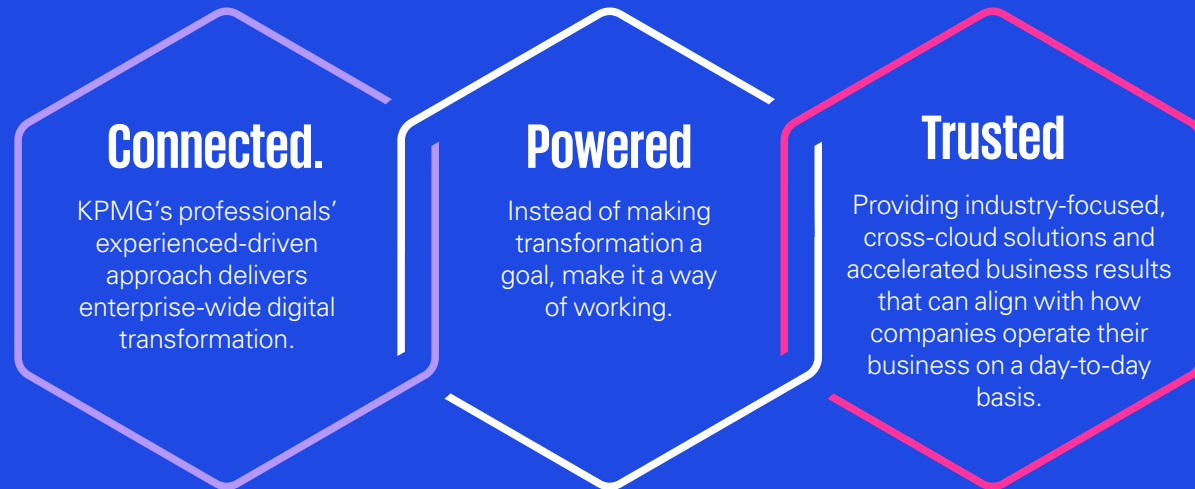 Connected.
KPMG’s professionals’
experienced-driven
approach delivers
enterprise-wide digital
transformation.
Powered
Instead of making
transformation a
goal, make it a way
of working.
Trusted
Providing industry-focused,
cross-cloud solutions and
accelerated business results
that can align with how
companies operate their
business on a day-to-day
basis.